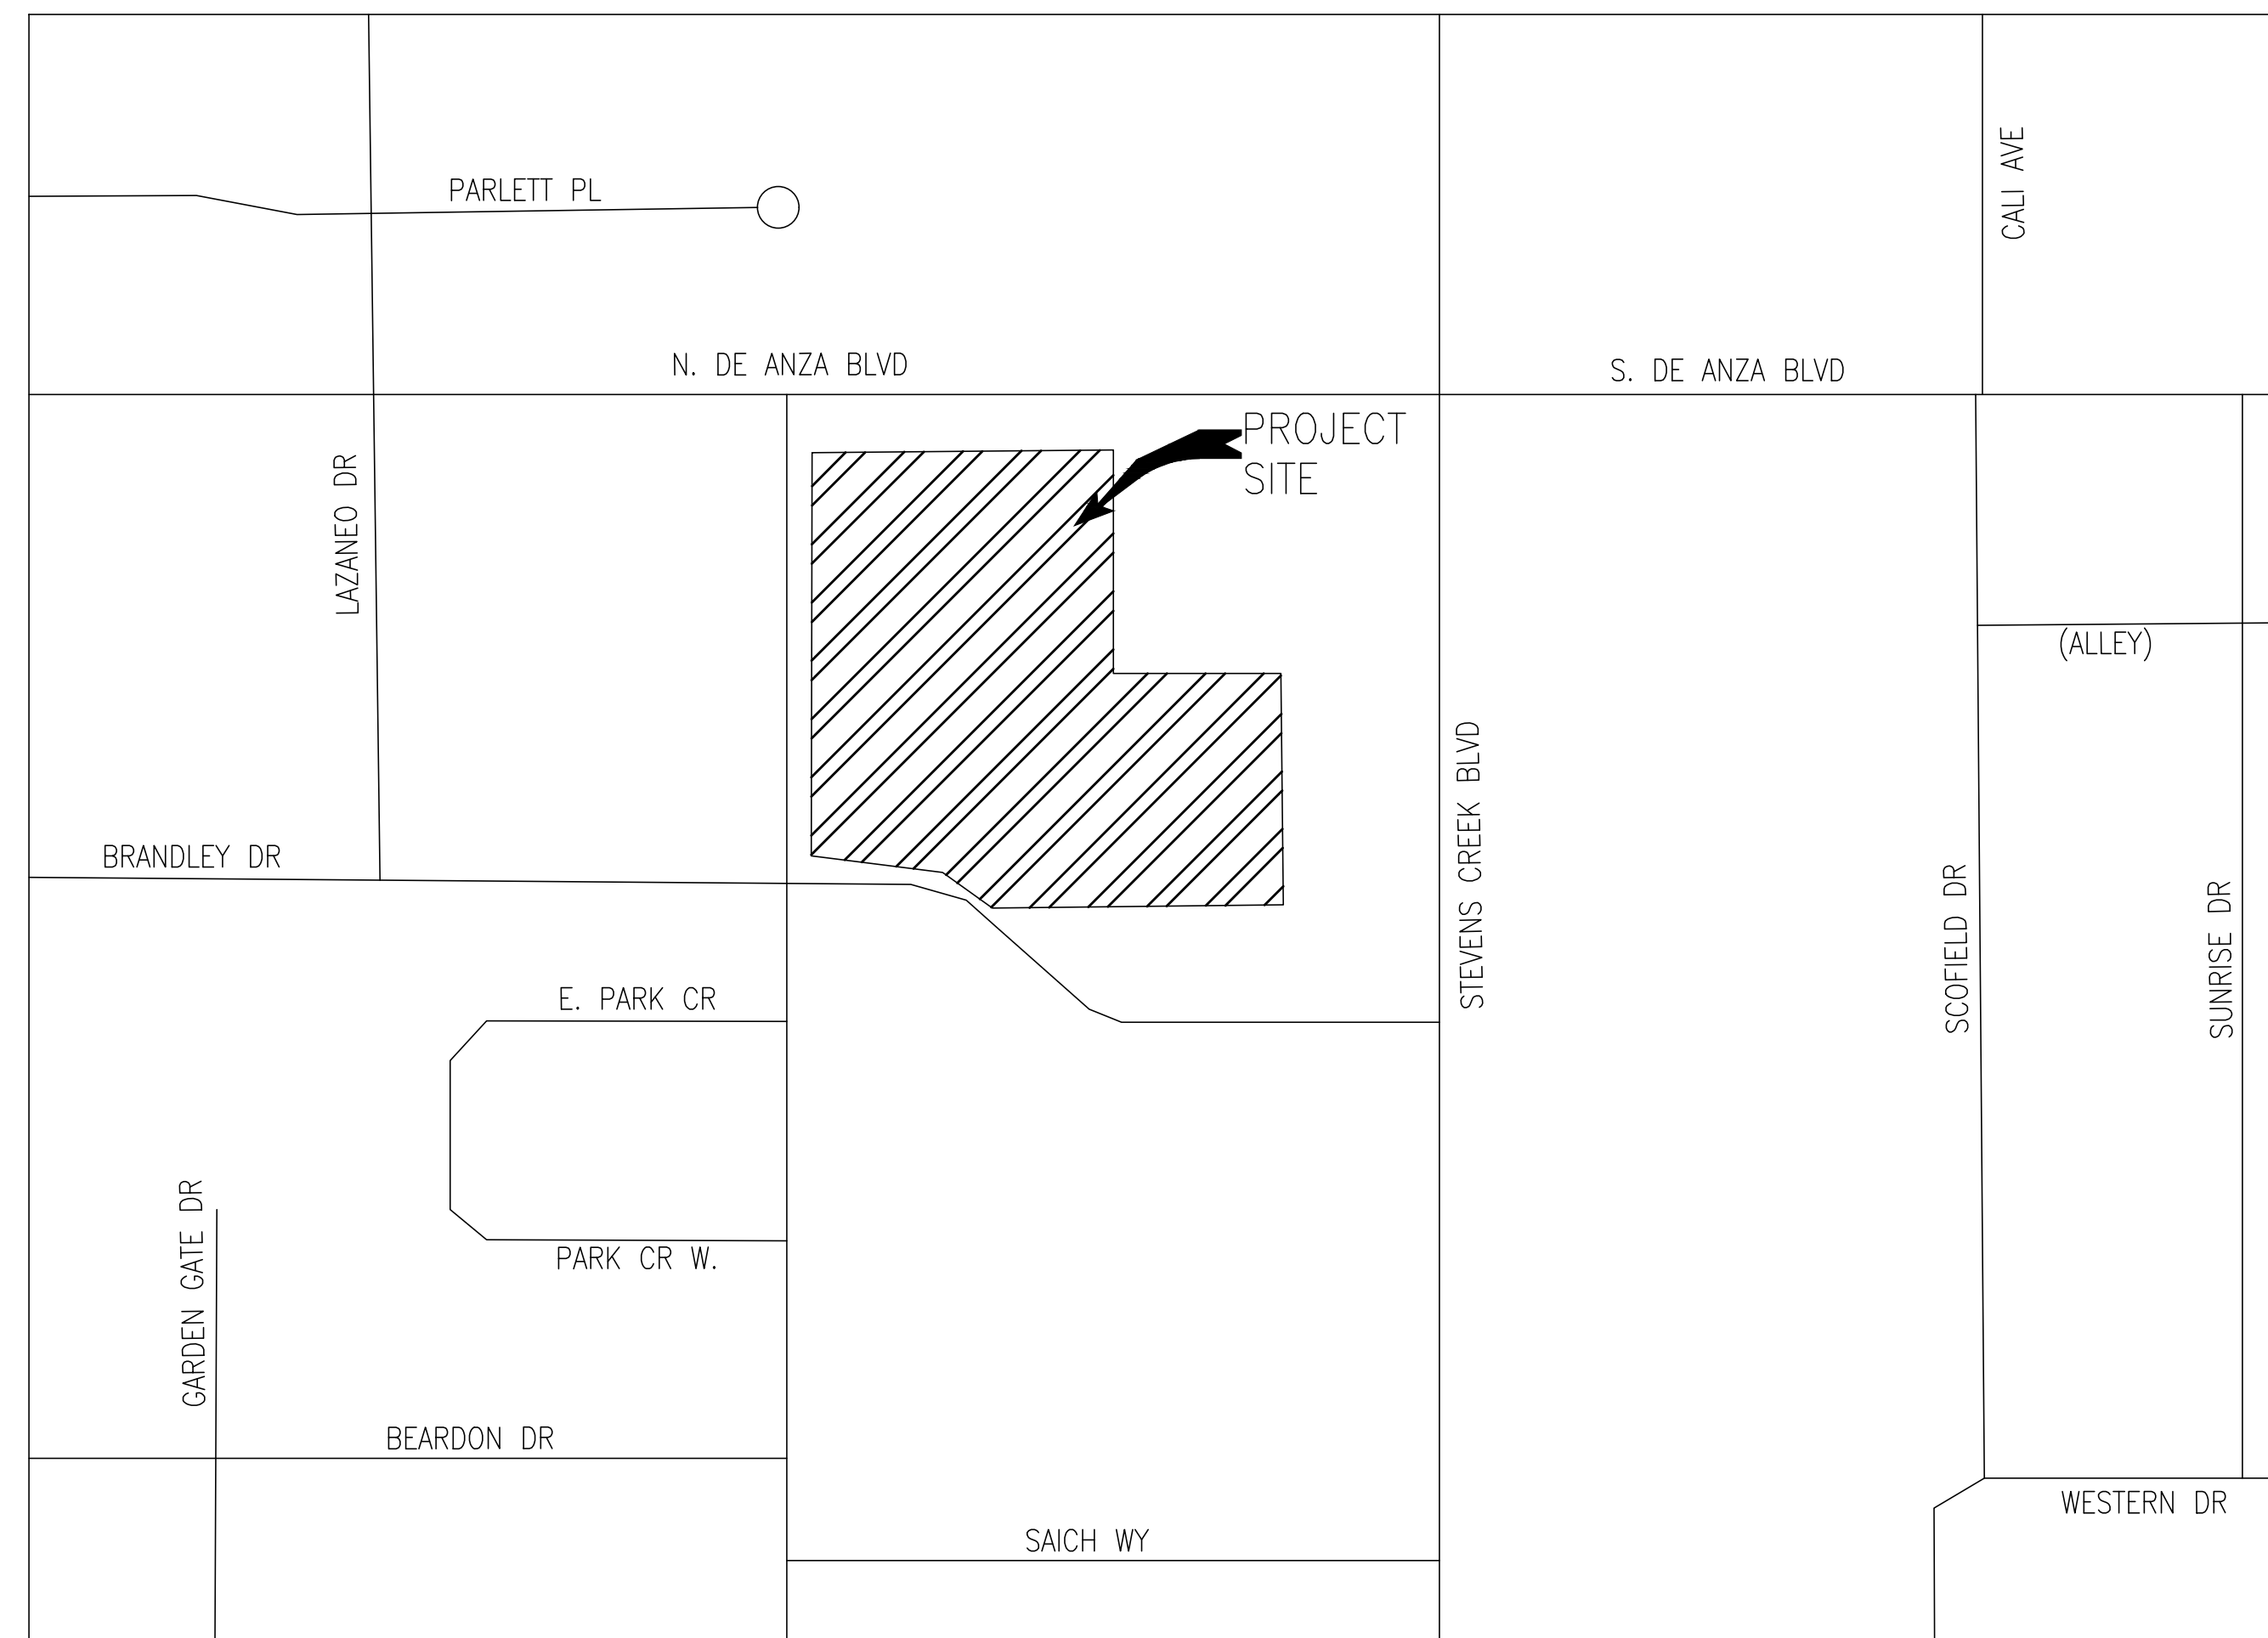 CALI AVE
PARLETT PL
N. DE ANZA BLVD
S. DE ANZA BLVD
PROJECT
SITE
LAZANEO DR
(ALLEY)
BRANDLEY DR
STEVENS CREEK BLVD
SCOFIELD DR
SUNRISE DR
E. PARK CR
GARDEN GATE DR
PARK CR W.
BEARDON DR
WESTERN DR
SAICH WY